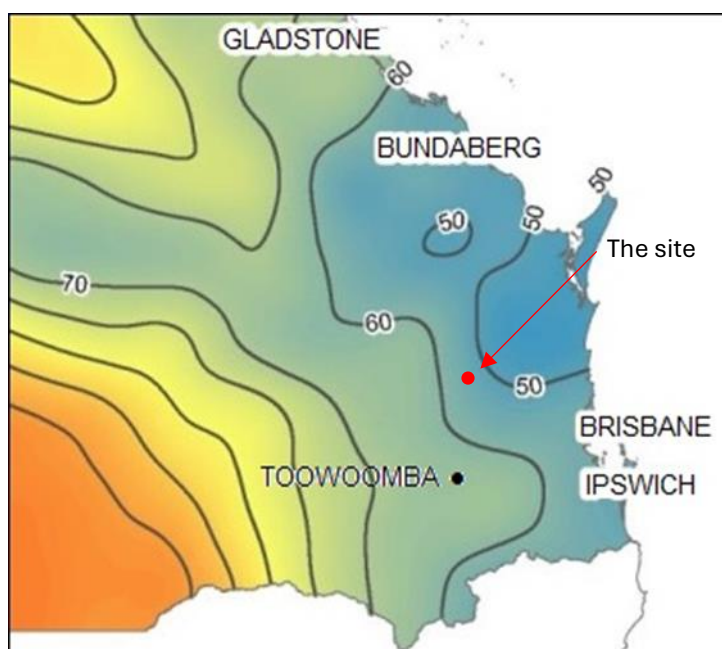 GLADSTONE
60
BUNDABERG
50
50
50
The site
70
60
50
BRISBANE
TOOWOOMBA
IPSWICH